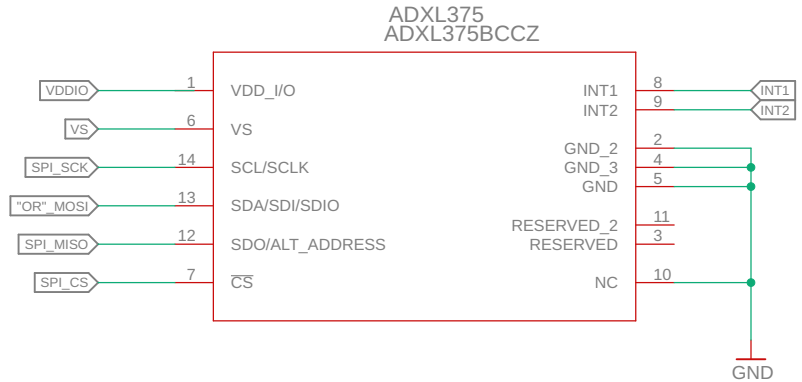 ADXL375
ADXL375BCCZ
VDDIO 1 VDD_I/O INT1 8 INT1
INT2 9 INT2
VS 6 VS
GND_2 2
SPI_SCK 14 SCL/SCLK GND_3 4
GND 5
"OR"_MOSI 13 SDA/SDI/SDIO
RESERVED_2 11
SPI_MISO 12 SDO/ALT_ADDRESS RESERVED 3
SPI_CS 7 CS NC 10
GND